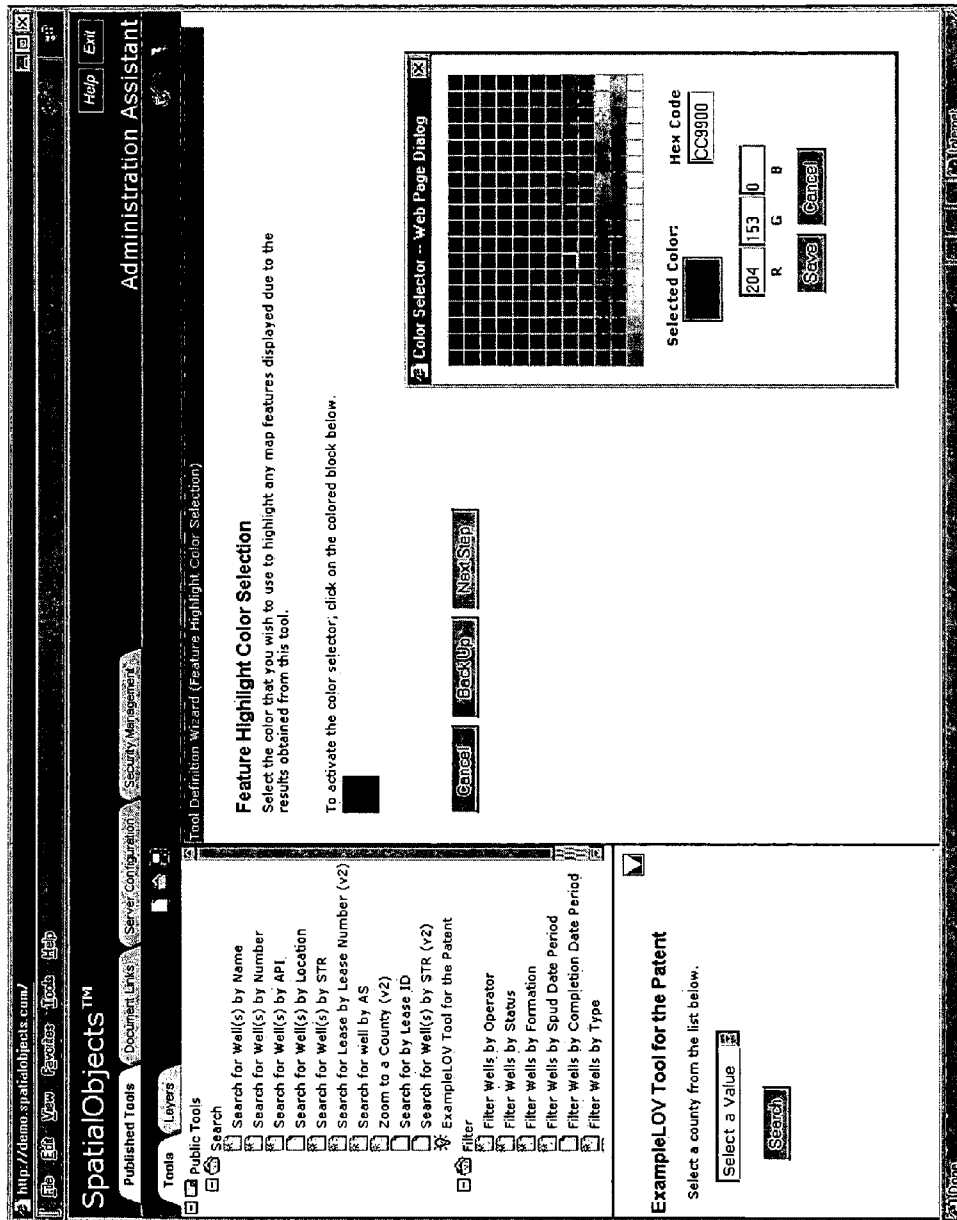 http://demo.spatialobjects.com/
File Edit View Favorites Tools Help
SpatialObjects™
Help Exit
Published Tools Document Links Server Configuration Security Management
Administration Assistant
Tools Layers
Public Tools
Search
Search for Well(s) by Name
Search for Well(s) by Number
Search for Well(s) by API
Search for Well(s) by Location
Search for Well(s) by STR
Search for Lease by Lease Number (v2)
Search for well by AS
Zoom to a County (v2)
Search for by Lease ID
Search for Well(s) by STR (v2)
ExampleLOV Tool for the Patent
Filter
Filter Wells by Operator
Filter Wells by Status
Filter Wells by Formation
Filter Wells by Spud Date Period
Filter Wells by Completion Date Period
Filter Wells by Type
ExampleLOV Tool for the Patent
Select a county from the list below.
Select a Value
Search
Tool Definition Wizard (Feature Highlight Color Selection)
Feature Highlight Color Selection
Select the color that you wish to use to highlight any map features displayed due to the
results obtained from this tool.
To activate the color selector, click on the colored block below.
Cancel Back Up Next Step
Color Selector -- Web Page Dialog
Selected Color:
Hex Code
CC9900
204 153 0
R G B
Save Cancel
Done
Internet